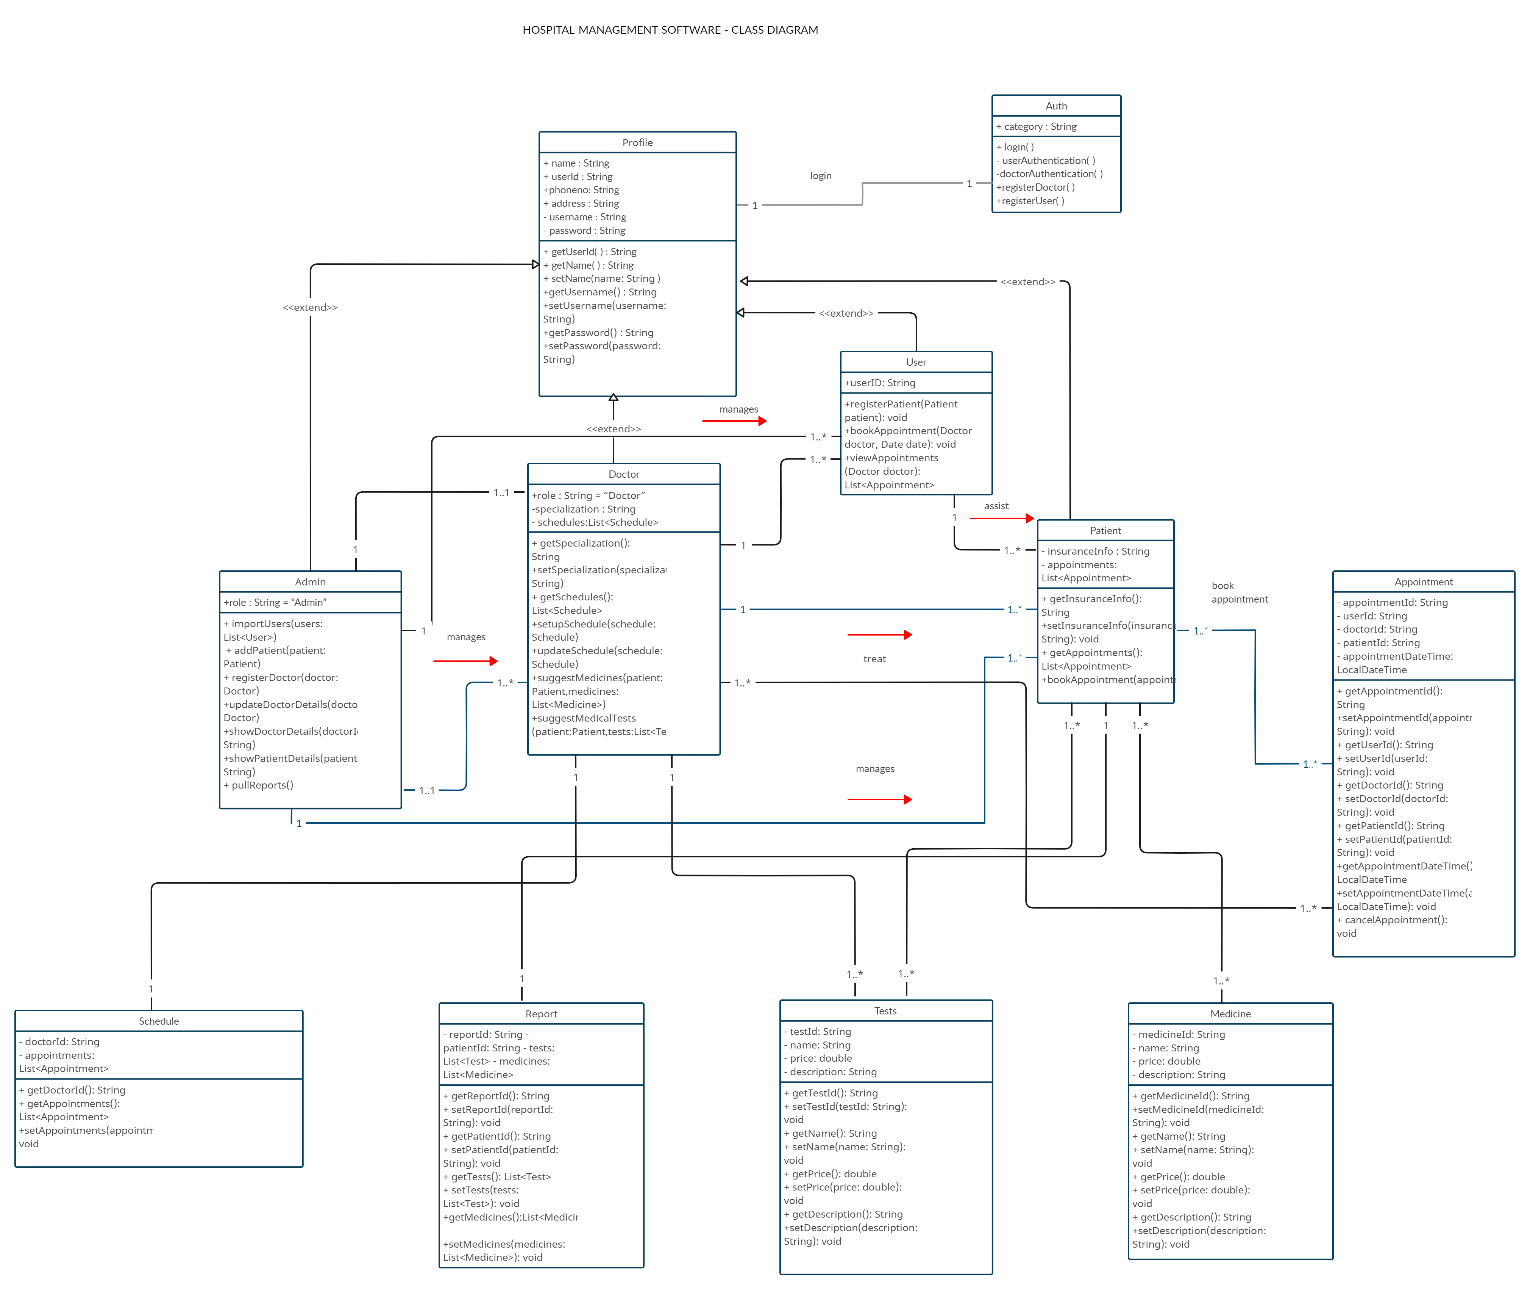 HOSPITAL MANAGEMENT SOFTWARE - CLASS DIAGRAM
Auth
+ category : String
+ login( )
- userAuthentication( )
-doctorAuthentication( )
+registerDoctor( )
+registerUser( )
Profile
+ name : String
+ userId : String
+phoneno: String
+ address : String
- username : String
- password : String
+ getUserId( ) : String
+ getName( ) : String
+ setName(name: String )
+getUsername() : String
+setUsername(username:
String)
+getPassword() : String
+setPassword(password:
String)
login
1
1
<<extend>>
<<extend>>
<<extend>>
<<extend>>
User
+userID: String
+registerPatient(Patient
patient): void
+bookAppointment(Doctor
doctor, Date date): void
+viewAppointments
(Doctor doctor):
List<Appointment>
manages
1..*
1..*
Doctor
+role : String = “Doctor”
-specialization : String
- schedules:List<Schedule>
+ getSpecialization():
String
+setSpecialization(specializat
String)
+ getSchedules():
List<Schedule>
+setupSchedule(schedule:
Schedule)
+updateSchedule(schedule:
Schedule)
+suggestMedicines(patient:
Patient,medicines:
List<Medicine>)
+suggestMedicalTests
(patient:Patient,tests:List<Te
1..1
1
1
assist
1
1..*
Patient
- insuranceInfo : String
- appointments:
List<Appointment>
+ getInsuranceInfo():
String
+setInsuranceInfo(insurance
String): void
+ getAppointments():
List<Appointment>
+bookAppointment(appoint
Admin
+role : String = “Admin”
+ importUsers(users:
List<User>)
+ addPatient(patient:
Patient)
+ registerDoctor(doctor:
Doctor)
+updateDoctorDetails(docto
Doctor)
+showDoctorDetails(doctorI
String)
+showPatientDetails(patient
String)
+ pullReports()
1
manages
1..*
1..1
1
1
1..*
treat
1..*
1..*
manages
book
appointment
1..*
1..*
1..*
Appointment
- appointmentId: String
- userId: String
- doctorId: String
- patientId: String
- appointmentDateTime:
LocalDateTime
+ getAppointmentId():
String
+setAppointmentId(appointm
String): void
+ getUserId(): String
+ setUserId(userId:
String): void
+ getDoctorId(): String
+ setDoctorId(doctorId:
String): void
+ getPatientId(): String
+ setPatientId(patientId:
String): void
+getAppointmentDateTime()
LocalDateTime
+setAppointmentDateTime(a
LocalDateTime): void
+ cancelAppointment():
void
1..*
1
1..*
1
1
1
1
1..*
1..*
1..*
Schedule
- doctorId: String
- appointments:
List<Appointment>
+ getDoctorId(): String
+ getAppointments():
List<Appointment>
+setAppointments(appointm
void
Report
- reportId: String -
patientId: String - tests:
List<Test> - medicines:
List<Medicine>
+ getReportId(): String
+ setReportId(reportId:
String): void
+ getPatientId(): String
+ setPatientId(patientId:
String): void
+ getTests(): List<Test>
+ setTests(tests:
List<Test>): void
+getMedicines():List<Medicin
+setMedicines(medicines:
List<Medicine>): void
Tests
- testId: String
- name: String
- price: double
- description: String
+ getTestId(): String
+ setTestId(testId: String):
void
+ getName(): String
+ setName(name: String):
void
+ getPrice(): double
+ setPrice(price: double):
void
+ getDescription(): String
+setDescription(description:
String): void
Medicine
- medicineId: String
- name: String
- price: double
- description: String
+ getMedicineId(): String
+setMedicineId(medicineId:
String): void
+ getName(): String
+ setName(name: String):
void
+ getPrice(): double
+ setPrice(price: double):
void
+ getDescription(): String
+setDescription(description:
String): void